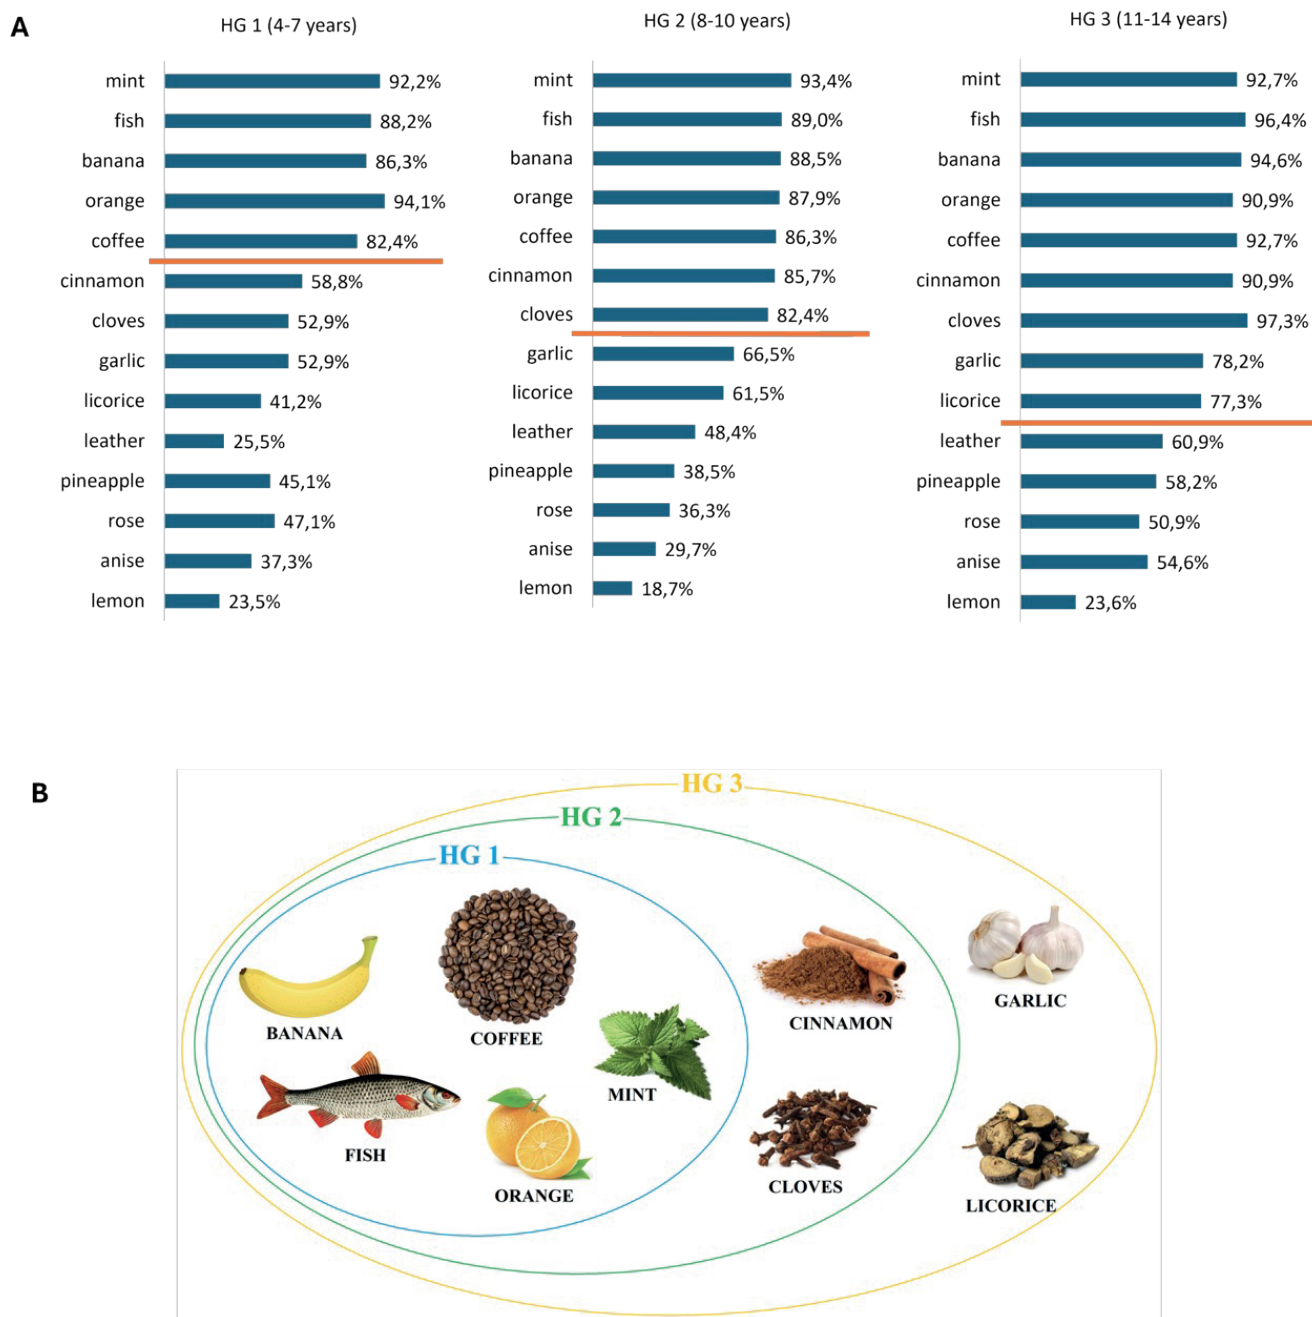 A
HG 1 (4-7 years)
mint 92,2%
fish 88,2%
banana 86,3%
orange 94,1%
coffee 82,4%
cinnamon 58,8%
cloves 52,9%
garlic 52,9%
licorice 41,2%
leather 25,5%
pineapple 45,1%
rose 47,1%
anise 37,3%
lemon 23,5%
HG 2 (8-10 years)
mint 93,4%
fish 89,0%
banana 88,5%
orange 87,9%
coffee 86,3%
cinnamon 85,7%
cloves 82,4%
garlic 66,5%
licorice 61,5%
leather 48,4%
pineapple 38,5%
rose 36,3%
anise 29,7%
lemon 18,7%
HG 3 (11-14 years)
mint 92,7%
fish 96,4%
banana 94,6%
orange 90,9%
coffee 92,7%
cinnamon 90,9%
cloves 97,3%
garlic 78,2%
licorice 77,3%
leather 60,9%
pineapple 58,2%
rose 50,9%
anise 54,6%
lemon 23,6%
B
HG 3
HG 2
HG 1
BANANA
COFFEE
MINT
FISH
ORANGE
CINNAMON
CLOVES
GARLIC
LICORICE